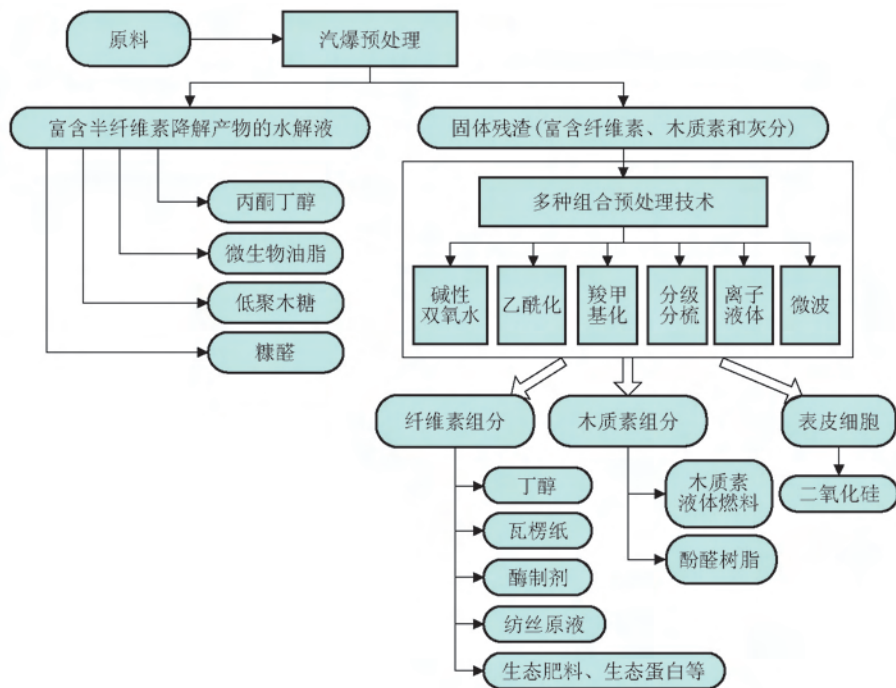 原料
汽爆预处理
富含半纤维素降解产物的水解液
固体残渣(富含纤维素、木质素和灰分)
丙酮丁醇
微生物油脂
低聚木糖
糠醛
多种组合预处理技术
碱性
双氧水
乙酰化
羧甲
基化
分级
分梳
离子
液体
微波
纤维素组分
木质素组分
表皮细胞
丁醇
瓦楞纸
酶制剂
纺丝原液
生态肥料、生态蛋白等
木质素
液体燃料
酚醛树脂
二氧化硅